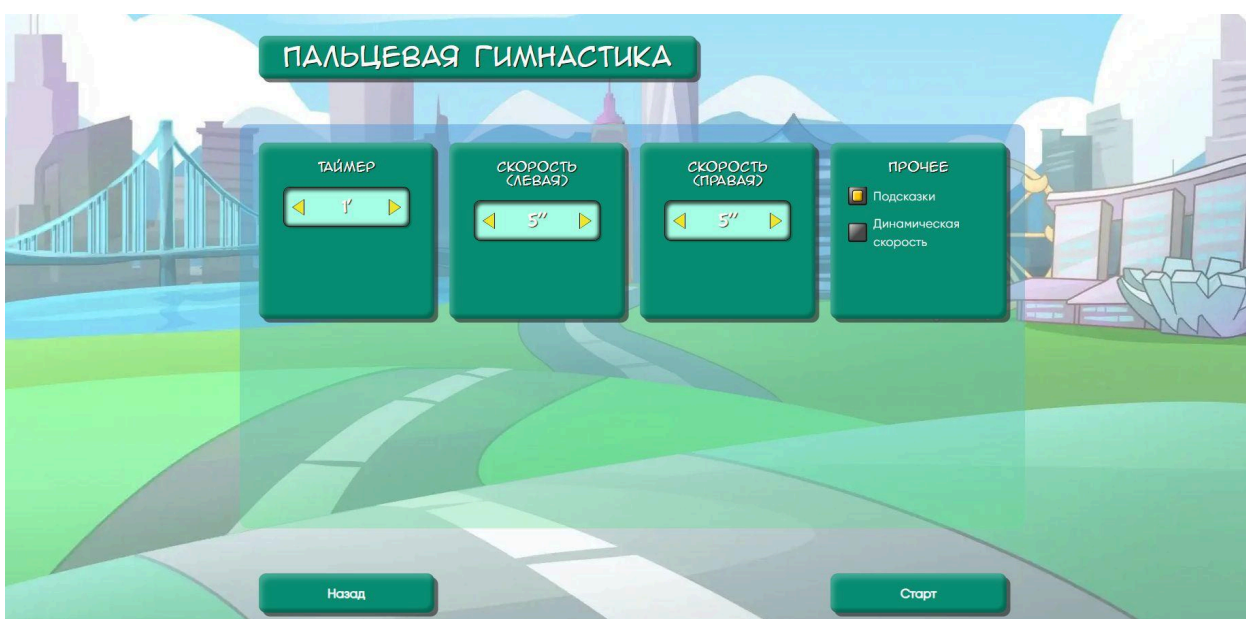 ПАЛЬЦЕВАЯ ГИМНАСТИКА
ТАЙМЕР
1′
СКОРОСТЬ
(ЛЕВАЯ)
5″
СКОРОСТЬ
(ПРАВАЯ)
5″
ПРОЧЕЕ
Подсказки
Динамическая
скорость
Назад
Старт